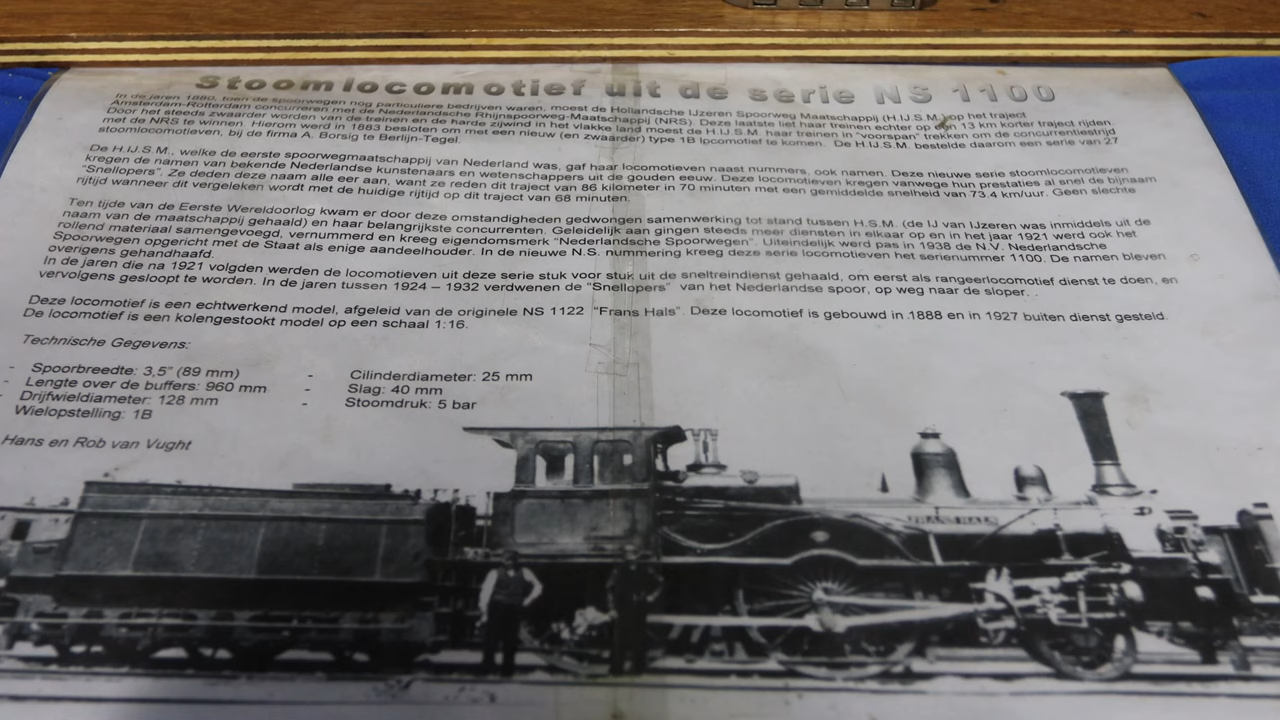 Stoomlocomotief uit de serie NS 1100
In de jaren 1880, toen de spoorwegen nog particuliere bedrijven waren, moest de Hollandsche IJzeren Spoorweg Maatschappij (H.IJ.S.M.) op het traject
Amsterdam-Rotterdam concurreren met de Nederlandsche Rhijnspoorweg-Maatschappij (NRS). Deze laatste liet haar treinen echter op een 13 km korter traject rijden.
Door het steeds zwaarder worden van de treinen en de harde zijwind in het vlakke land moest de H.IJ.S.M. haar treinen in "voorspan" trekken om de concurrentiestrijd
met de NRS te winnen. Hierom werd in 1883 besloten om met een nieuw (en zwaarder) type 1B locomotief te komen. De H.IJ.S.M. bestelde daarom een serie van 27
stoomlocomotieven, bij de firma A. Borsig te Berlijn-Tegel.
De H.IJ.S.M., welke de eerste spoorwegmaatschappij van Nederland was, gaf haar locomotieven naast nummers, ook namen. Deze nieuwe serie stoomlocomotieven
kregen de namen van bekende Nederlandse kunstenaars en wetenschappers uit de gouden eeuw. Deze locomotieven kregen vanwege hun prestaties al snel de bijnaam
"Snellopers". Ze deden deze naam alle eer aan, want ze reden dit traject van 86 kilometer in 70 minuten met een gemiddelde snelheid van 73.4 km/uur. Geen slechte
rijtijd wanneer dit vergeleken wordt met de huidige rijtijd op dit traject van 68 minuten.
Ten tijde van de Eerste Wereldoorlog kwam er door deze omstandigheden gedwongen samenwerking tot stand tussen H.S.M. (de IJ van IJzeren was inmiddels uit de
naam van de maatschappij gehaald) en haar belangrijkste concurrenten. Geleidelijk aan gingen steeds meer diensten in elkaar op en in het jaar 1921 werd ook het
rollend materiaal samengevoegd, vernummerd en kreeg eigendomsmerk "Nederlandsche Spoorwegen". Uiteindelijk werd pas in 1938 de N.V. Nederlandsche
Spoorwegen opgericht met de Staat als enige aandeelhouder. In de nieuwe N.S. nummering kreeg deze serie locomotieven het serienummer 1100. De namen bleven
overigens gehandhaafd.
In de jaren die na 1921 volgden werden de locomotieven uit deze serie stuk voor stuk uit de sneltreindienst gehaald, om eerst als rangeerlocomotief dienst te doen, en
vervolgens gesloopt te worden. In de jaren tussen 1924 – 1932 verdwenen de "Snellopers" van het Nederlandse spoor, op weg naar de sloper. .
Deze locomotief is een echtwerkend model, afgeleid van de originele NS 1122 "Frans Hals". Deze locomotief is gebouwd in 1888 en in 1927 buiten dienst gesteld.
De locomotief is een kolengestookt model op een schaal 1:16.
Technische Gegevens:
- Spoorbreedte: 3,5" (89 mm)
- Lengte over de buffers: 960 mm
- Drijfwieldiameter: 128 mm
Wielopstelling: 1B
- Cilinderdiameter: 25 mm
Slag: 40 mm
- Stoomdruk: 5 bar
Hans en Rob van Vught
FRANS HALS